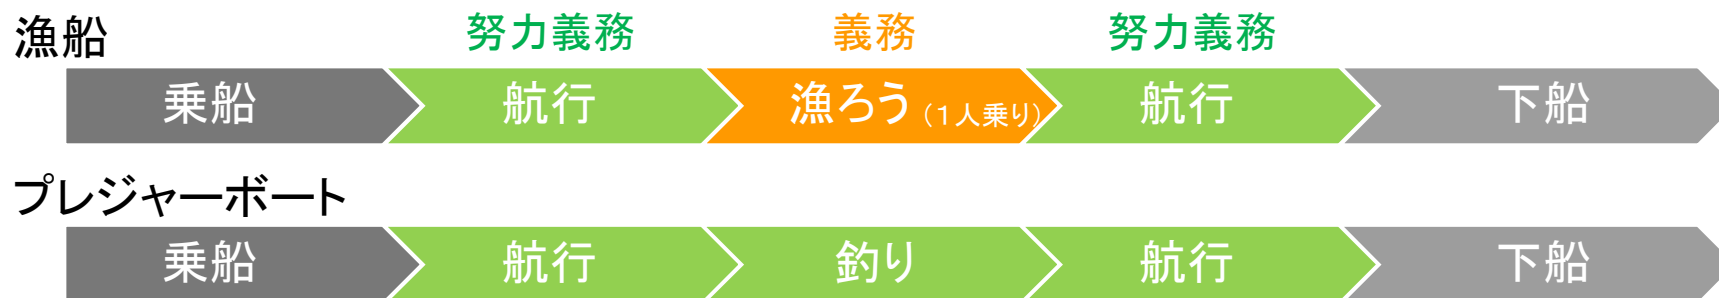 漁船
努力義務 義務 努力義務
乗船 航行 漁ろう (1人乗り) 航行 下船
プレジャーボート
乗船 航行 釣り 航行 下船